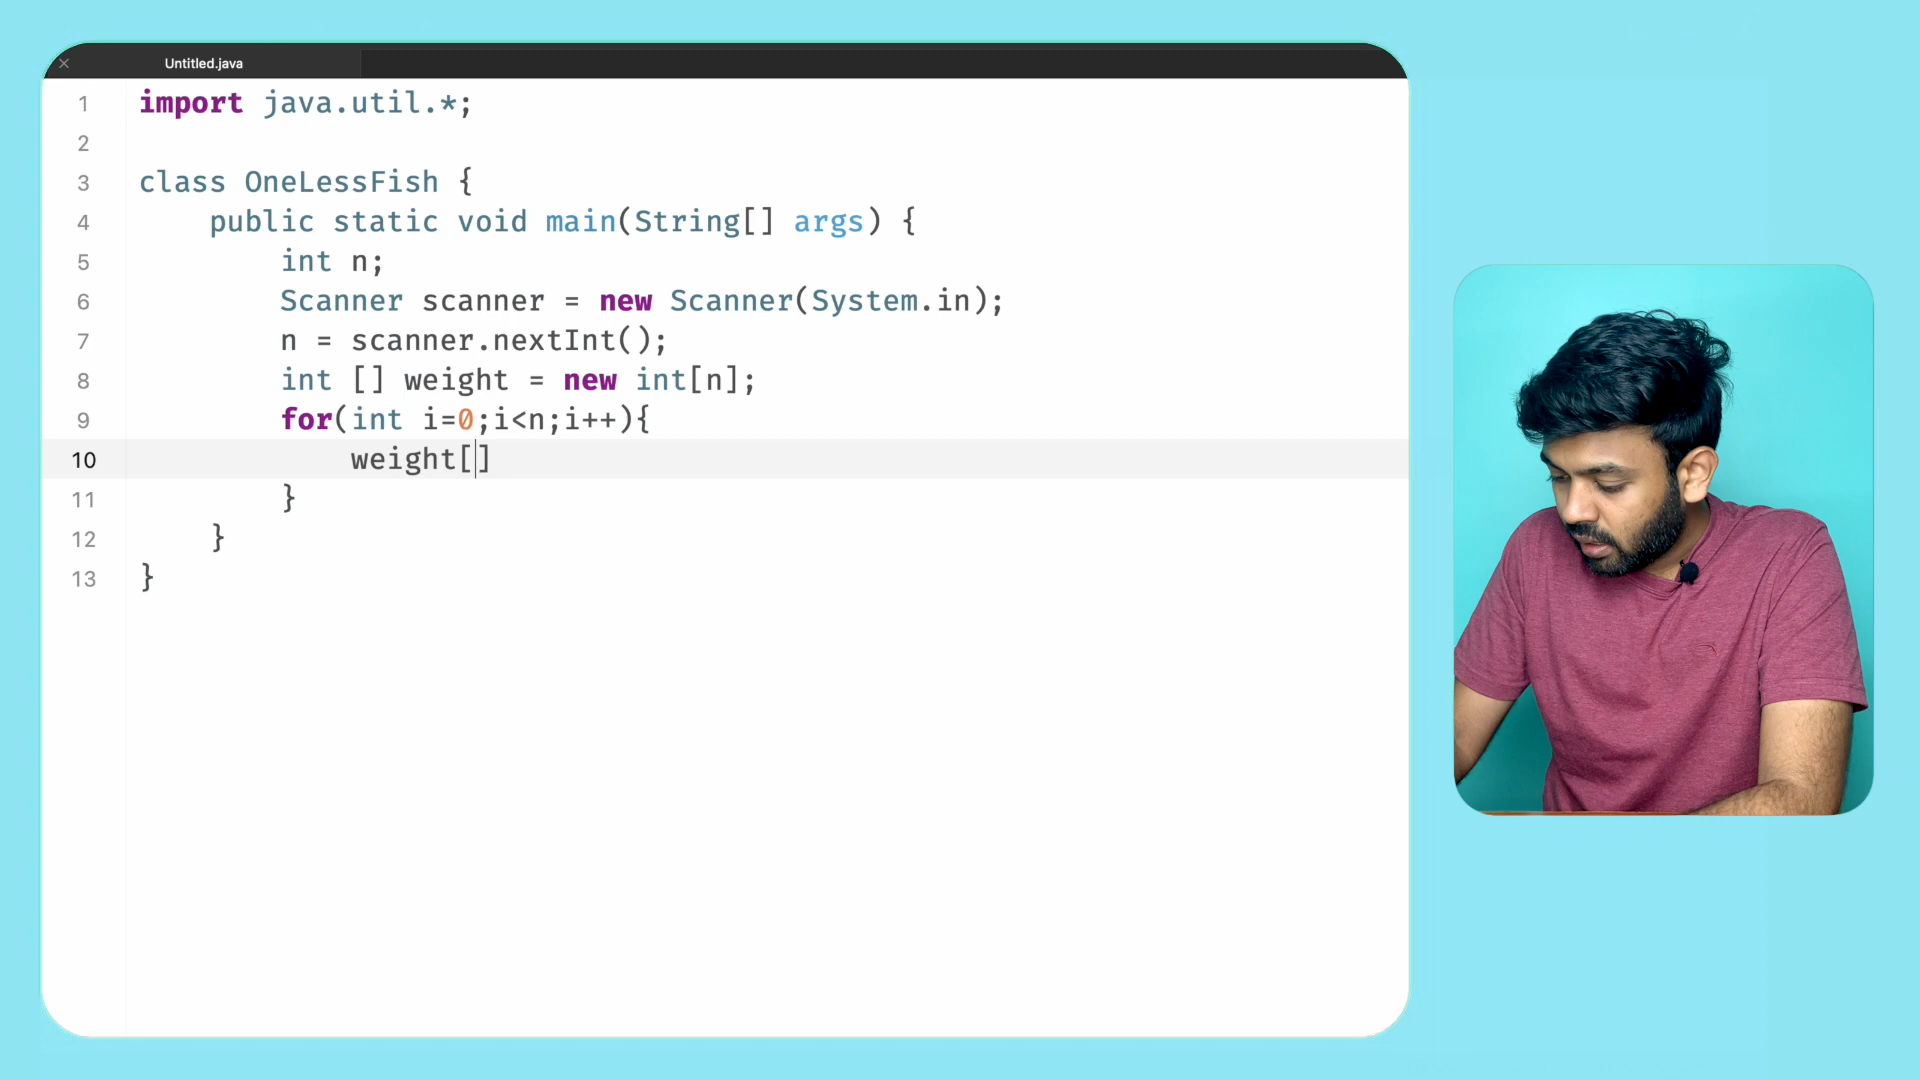 Untitled.java
1 import java.util.*;
2
3 class OneLessFish {
4 public static void main(String[] args) {
5 int n;
6 Scanner scanner = new Scanner(System.in);
7 n = scanner.nextInt();
8 int [] weight = new int[n];
9 for(int i=0;i<n;i++){
10 weight[]
11 }
12 }
13 }